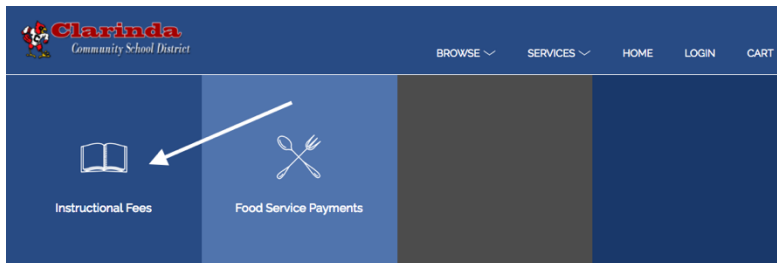 Clarinda
Community School District
BROWSE SERVICES HOME LOGIN CART
Instructional Fees
Food Service Payments